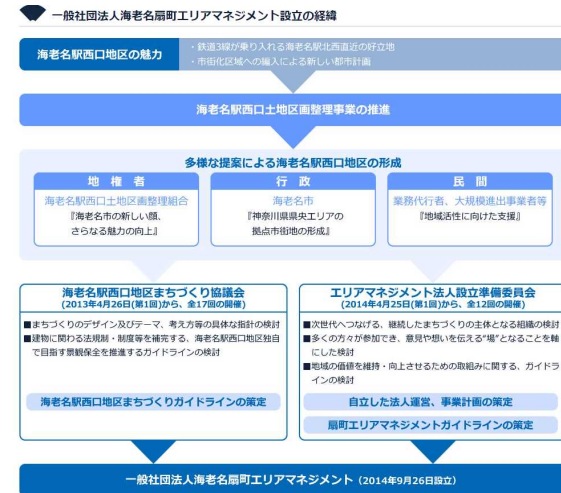 一般社団法人海老名扇町エリアマネジメント設立の経緯
海老名駅西口地区の魅力
・鉄道3線が乗り入れる海老名駅北西直近の好立地
・市街化区域への編入による新しい都市計画
海老名駅西口土地区画整理事業の推進
多様な提案による海老名駅西口地区の形成
地 権 者
海老名駅西口土地区画整理組合
『海老名市の新しい顔、
さらなる魅力の向上』
行 政
海老名市
『神奈川県県央エリアの
拠点市街地の形成』
民 間
業務代行者、大規模進出事業者等
『地域活性に向けた支援』
海老名駅西口地区まちづくり協議会
(2013年4月26日(第1回)から、全17回の開催)
■まちづくりのデザイン及びテーマ、考え方等の具体な指針の検討
■建物に関わる法規制・制度等を補完する、海老名駅西口地区独自
で目指す景観保全を推進するガイドラインの検討
海老名駅西口地区まちづくりガイドラインの策定
エリアマネジメント法人設立準備委員会
(2014年4月25日(第1回)から、全12回の開催)
■次世代へつなげる、継続したまちづくりの主体となる組織の検討
■多くの方々が参加でき、意見や想いを伝える"場"となることを軸
にした検討
■地域の価値を維持・向上させるための取組みに関する、ガイドラ
インの検討
自立した法人運営、事業計画の策定
扇町エリアマネジメントガイドラインの策定
一般社団法人海老名扇町エリアマネジメント（2014年9月26日設立）